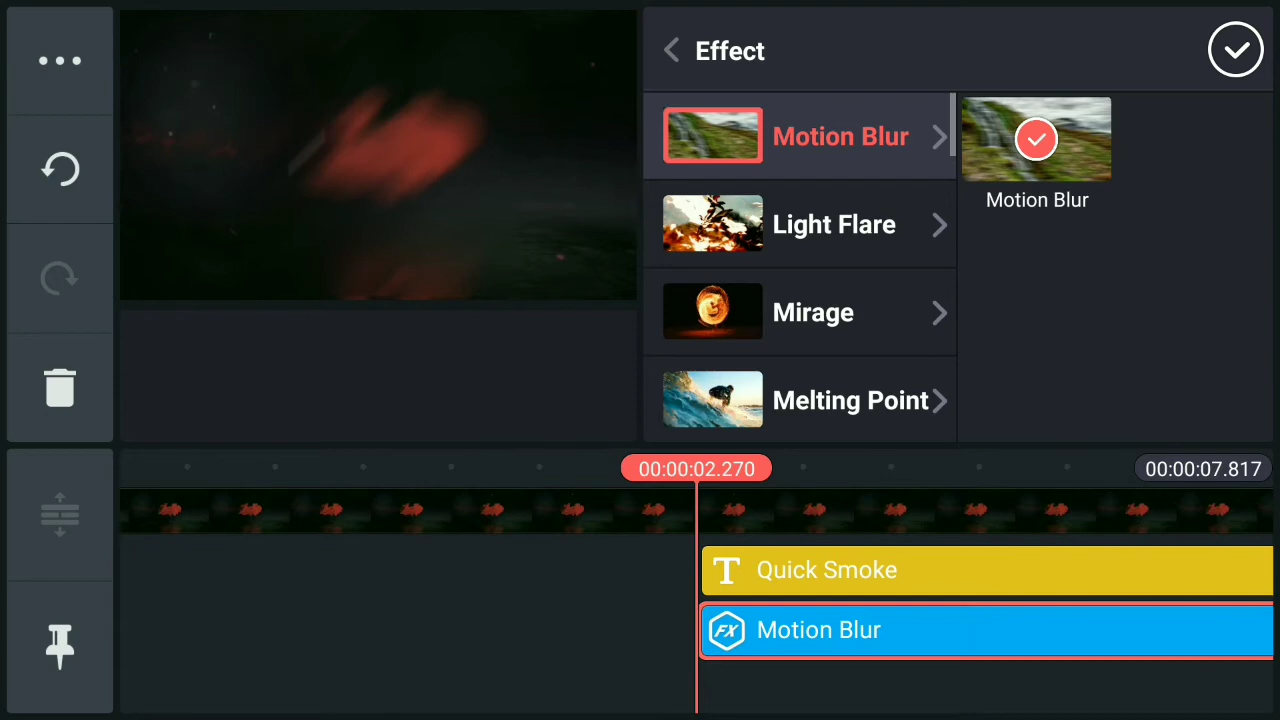 Effect
Motion Blur
Motion Blur
Light Flare
Mirage
Melting Point
00:00:02.270
00:00:07.817
T Quick Smoke
FX Motion Blur